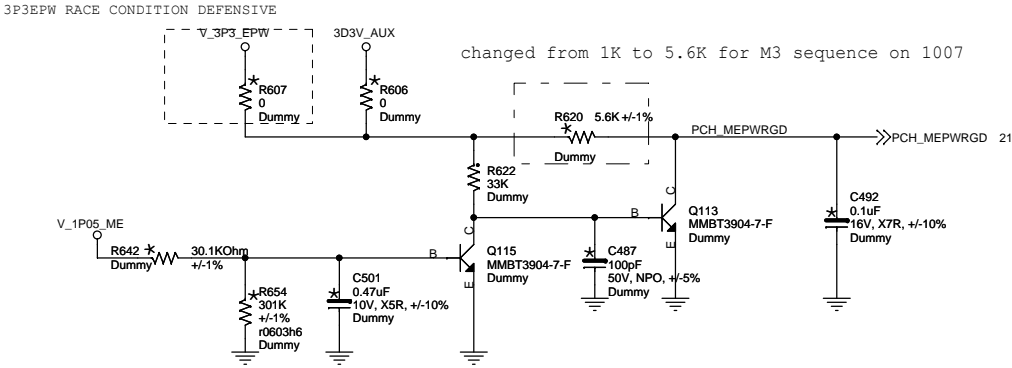 3P3EPW RACE CONDITION DEFENSIVE
V_3P3_EPW
3D3V_AUX
changed from 1K to 5.6K for M3 sequence on 1007
R607
0
Dummy
R606
0
Dummy
R620 5.6K +/-1%
Dummy
PCH_MEPWRGD
PCH_MEPWRGD 21
R622
33K
Dummy
C
B
E
Q113
MMBT3904-7-F
Dummy
C492
0.1uF
16V, X7R, +/-10%
Dummy
V_1P05_ME
R642
Dummy
30.1KOhm
+/-1%
C
B
E
Q115
MMBT3904-7-F
Dummy
C487
100pF
50V, NPO, +/-5%
Dummy
R654
301K
+/-1%
r0603h6
Dummy
C501
0.47uF
10V, X5R, +/-10%
Dummy